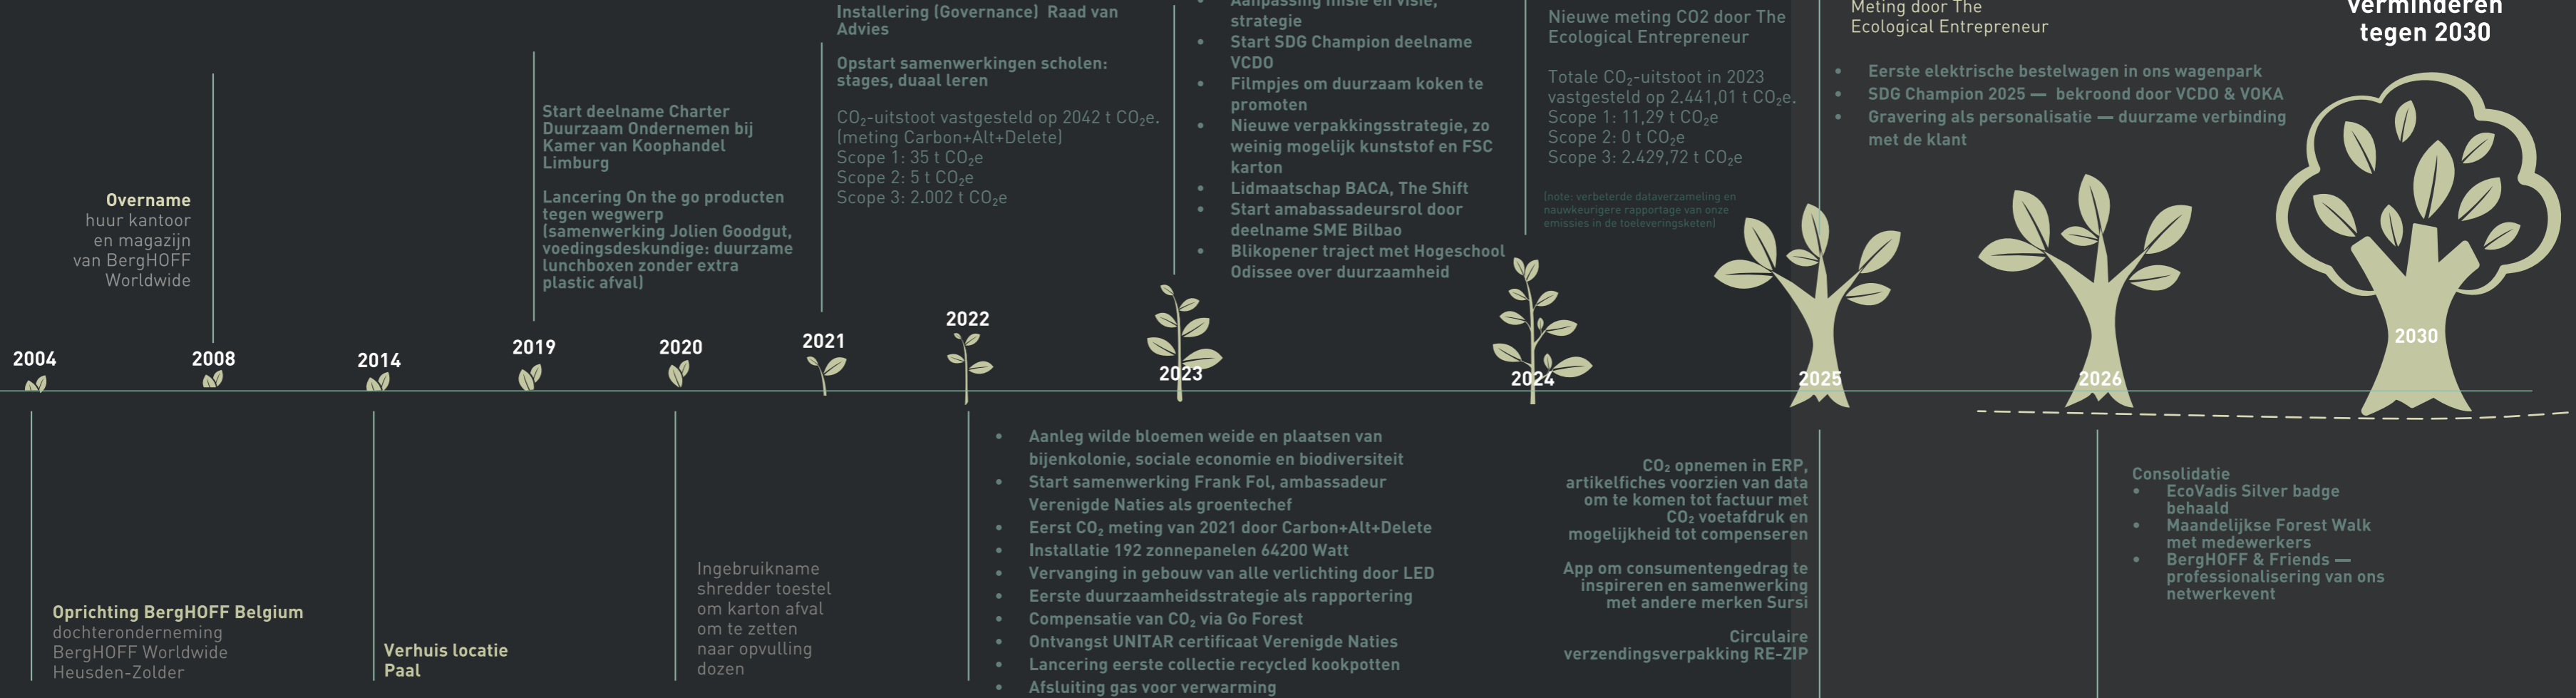 Overname
huur kantoor
en magazijn
van BergHOFF
Worldwide
Start deelname Charter
Duurzaam Ondernemen bij
Kamer van Koophandel
Limburg
Lancering On the go producten
tegen wegwerp
(samenwerking Jolien Goodgut,
voedingsdeskundige: duurzame
lunchboxen zonder extra
plastic afval)
Installering (Governance) Raad van
Advies
Opstart samenwerkingen scholen:
stages, duaal leren
CO₂-uitstoot vastgesteld op 2042 t CO₂e.
(meting Carbon+Alt+Delete)
Scope 1: 35 t CO₂e
Scope 2: 5 t CO₂e
Scope 3: 2.002 t CO₂e
Aanpassing misie en visie,
strategie
• Start SDG Champion deelname
VCDO
• Filmpjes om duurzaam koken te
promoten
• Nieuwe verpakkingsstrategie, zo
weinig mogelijk kunststof en FSC
karton
• Lidmaatschap BACA, The Shift
• Start amabassadeursrol door
deelname SME Bilbao
• Blikopener traject met Hogeschool
Odissee over duurzaamheid
Nieuwe meting CO2 door The
Ecological Entrepreneur
Totale CO₂-uitstoot in 2023
vastgesteld op 2.441,01 t CO₂e.
Scope 1: 11,29 t CO₂e
Scope 2: 0 t CO₂e
Scope 3: 2.429,72 t CO₂e
(note: verbeterde dataverzameling en
nauwkeurigere rapportage van onze
emissies in de toeleveringsketen)
Meting door The
Ecological Entrepreneur
• Eerste elektrische bestelwagen in ons wagenpark
• SDG Champion 2025 — bekroond door VCDO & VOKA
• Gravering als personalisatie — duurzame verbinding
met de klant
verminderen
tegen 2030
2004
2008
2014
2019
2020
2021
2022
2023
2024
2025
2026
2030
Oprichting BergHOFF Belgium
dochteronderneming
BergHOFF Worldwide
Heusden-Zolder
Verhuis locatie
Paal
Ingebruikname
shredder toestel
om karton afval
om te zetten
naar opvulling
dozen
• Aanleg wilde bloemen weide en plaatsen van
bijenkolonie, sociale economie en biodiversiteit
• Start samenwerking Frank Fol, ambassadeur
Verenigde Naties als groentechef
• Eerst CO₂ meting van 2021 door Carbon+Alt+Delete
• Installatie 192 zonnepanelen 64200 Watt
• Vervanging in gebouw van alle verlichting door LED
• Eerste duurzaamheidsstrategie als rapportering
• Compensatie van CO₂ via Go Forest
• Ontvangst UNITAR certificaat Verenigde Naties
• Lancering eerste collectie recycled kookpotten
• Afsluiting gas voor verwarming
CO₂ opnemen in ERP,
artikelfiches voorzien van data
om te komen tot factuur met
CO₂ voetafdruk en
mogelijkheid tot compenseren
App om consumentengedrag te
inspireren en samenwerking
met andere merken Sursi
Circulaire
verzendingsverpakking RE-ZIP
Consolidatie
• EcoVadis Silver badge
behaald
• Maandelijkse Forest Walk
met medewerkers
• BergHOFF & Friends —
professionalisering van ons
netwerkevent